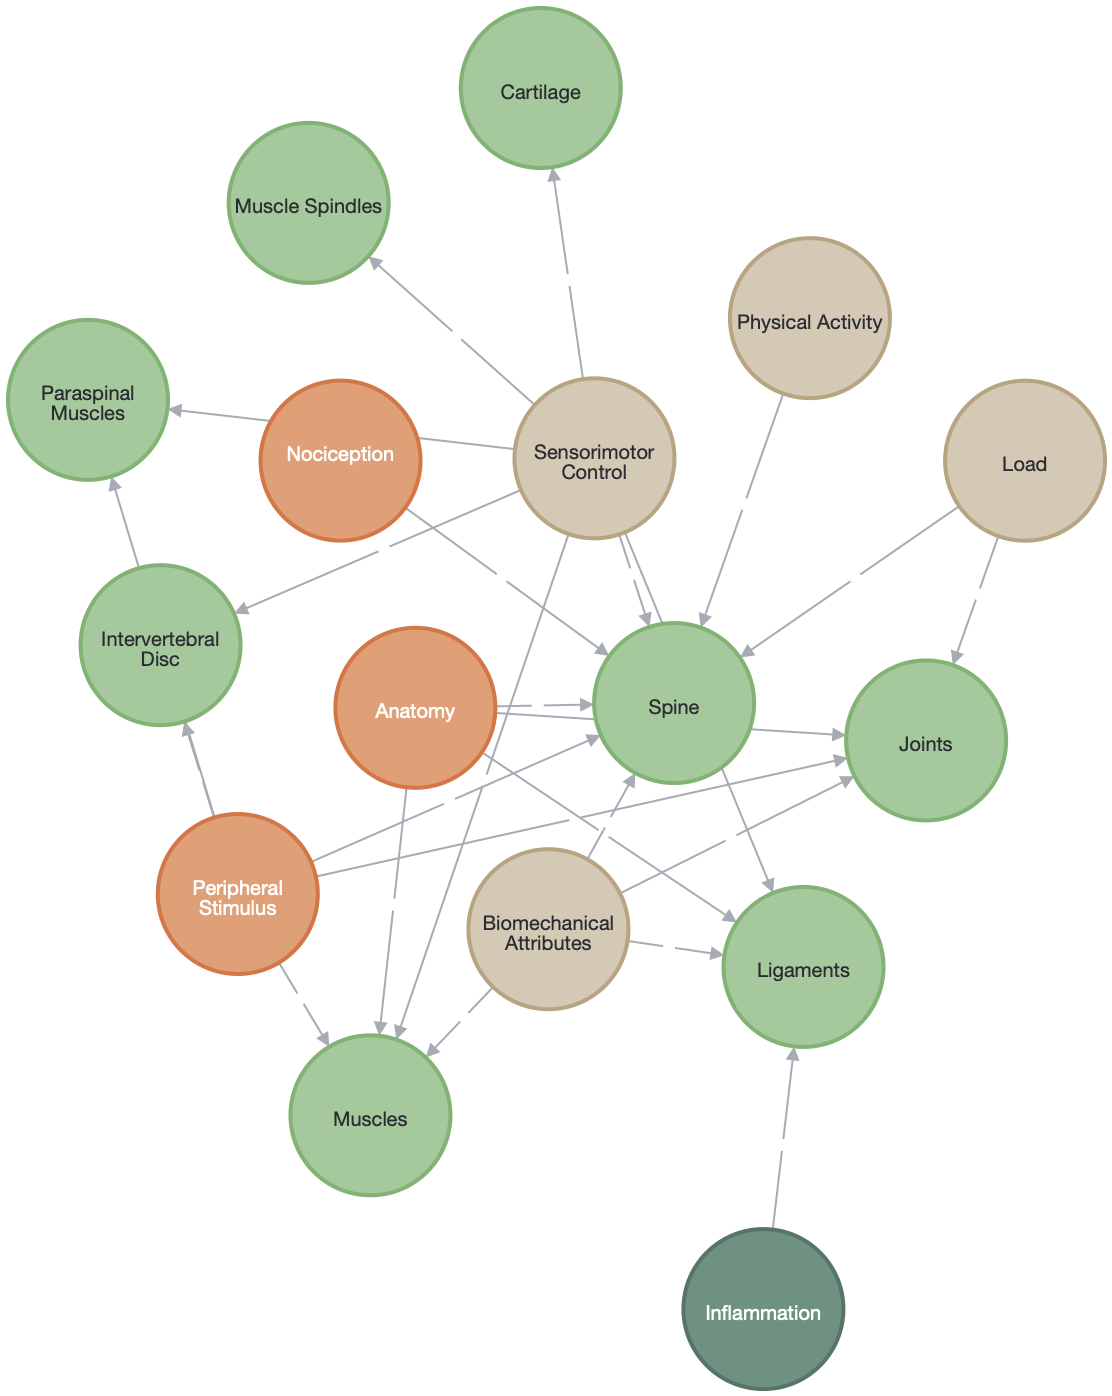 Cartilage
Muscle Spindles
Physical Activity
Paraspinal
Muscles
Nociception
Sensorimotor
Control
Load
Intervertebral
Disc
Anatomy
Spine
Joints
Peripheral
Stimulus
Biomechanical
Attributes
Ligaments
Muscles
Inflammation